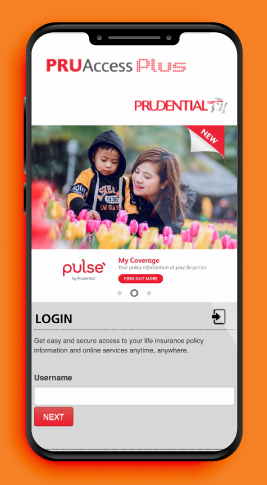 PRUAccess Plus
PRUDENTIAL
NEW
pulse
by Prudential
My Coverage
Your policy information at your fingertips
FIND OUT MORE
LOGIN
Get easy and secure access to your life insurance policy
information and online services anytime, anywhere.
Username
NEXT